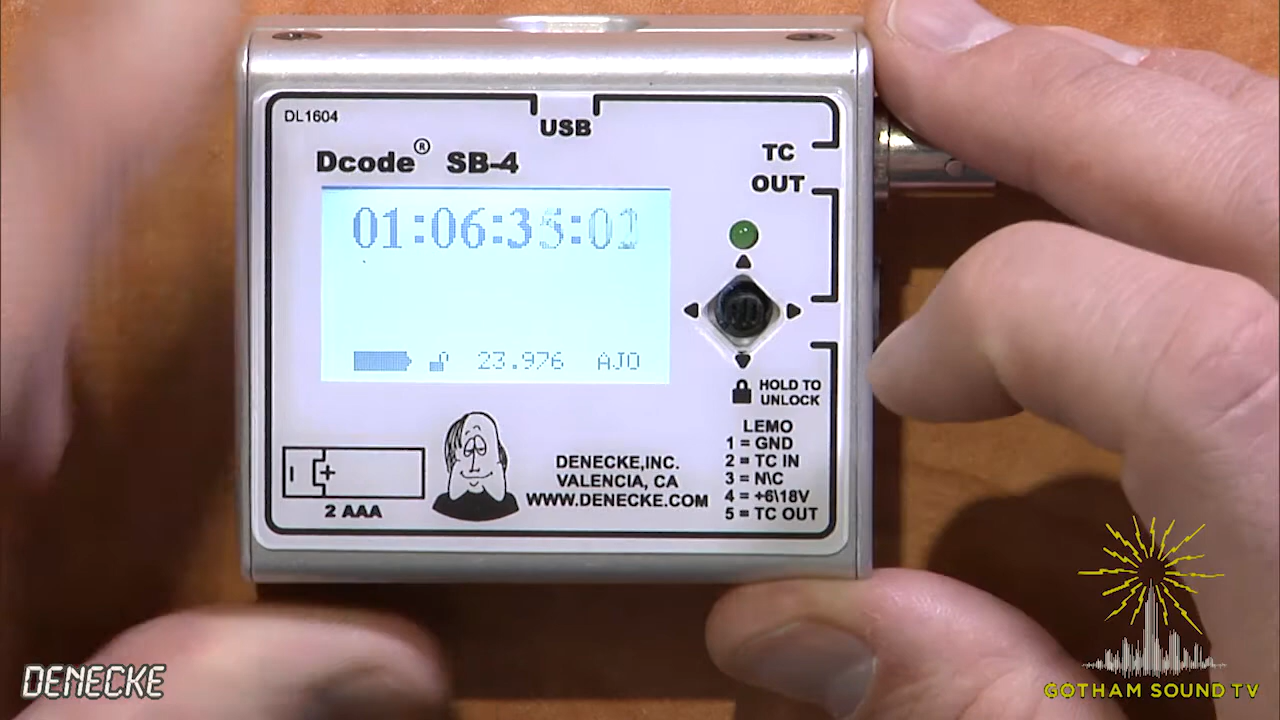 DL1604
USB
Dcode® SB-4
TC
OUT
23.976 AJO
HOLD TO
UNLOCK
LEMO
1 = GND
2 = TC IN
3 = N\C
4 = +6\18V
5 = TC OUT
2 AAA
DENECKE,INC.
VALENCIA, CA
WWW.DENECKE.COM
DENECKE
GOTHAM SOUND TV